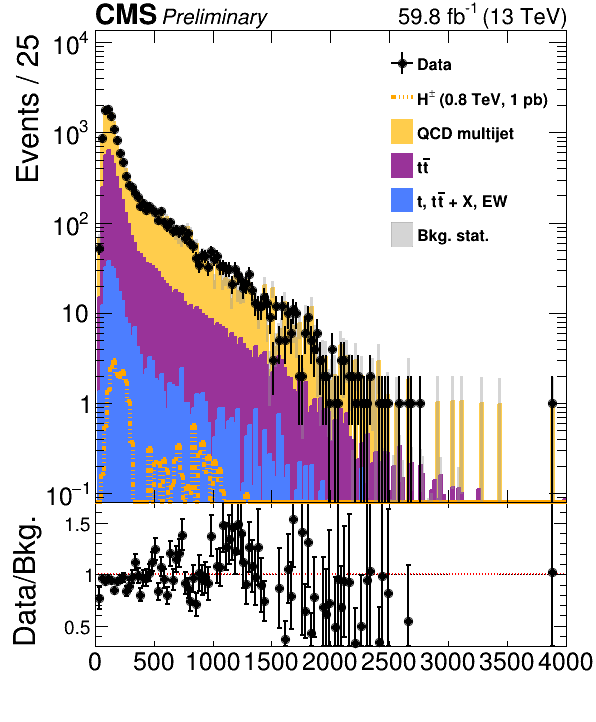 CMS Preliminary 59.8 fb⁻¹ (13 TeV)
Events / 25
10⁴
10³
10²
10
1
10⁻¹
Data
H± (0.8 TeV, 1 pb)
QCD multijet
tt̄
t, tt̄ + X, EW
Bkg. stat.
Data/Bkg.
1.5
1
0.5
0 500 1000 1500 2000 2500 3000 3500 4000